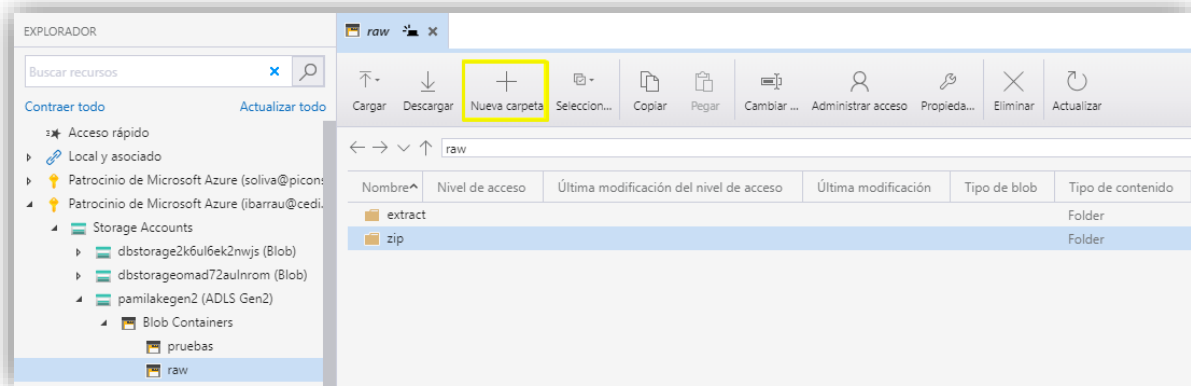 EXPLORADOR
Buscar recursos
Contraer todo Actualizar todo
Acceso rápido
Local y asociado
Patrocinio de Microsoft Azure (soliva@picons
Patrocinio de Microsoft Azure (ibarrau@cedi.
Storage Accounts
dbstorage2k6ul6ek2nwjs (Blob)
dbstorageomad72aulnrom (Blob)
pamilakegen2 (ADLS Gen2)
Blob Containers
pruebas
raw
raw
Cargar Descargar Nueva carpeta Seleccion... Copiar Pegar Cambiar ... Administrar acceso Propieda... Eliminar Actualizar
raw
Nombre Nivel de acceso Última modificación del nivel de acceso Última modificación Tipo de blob Tipo de contenido
extract Folder
zip Folder